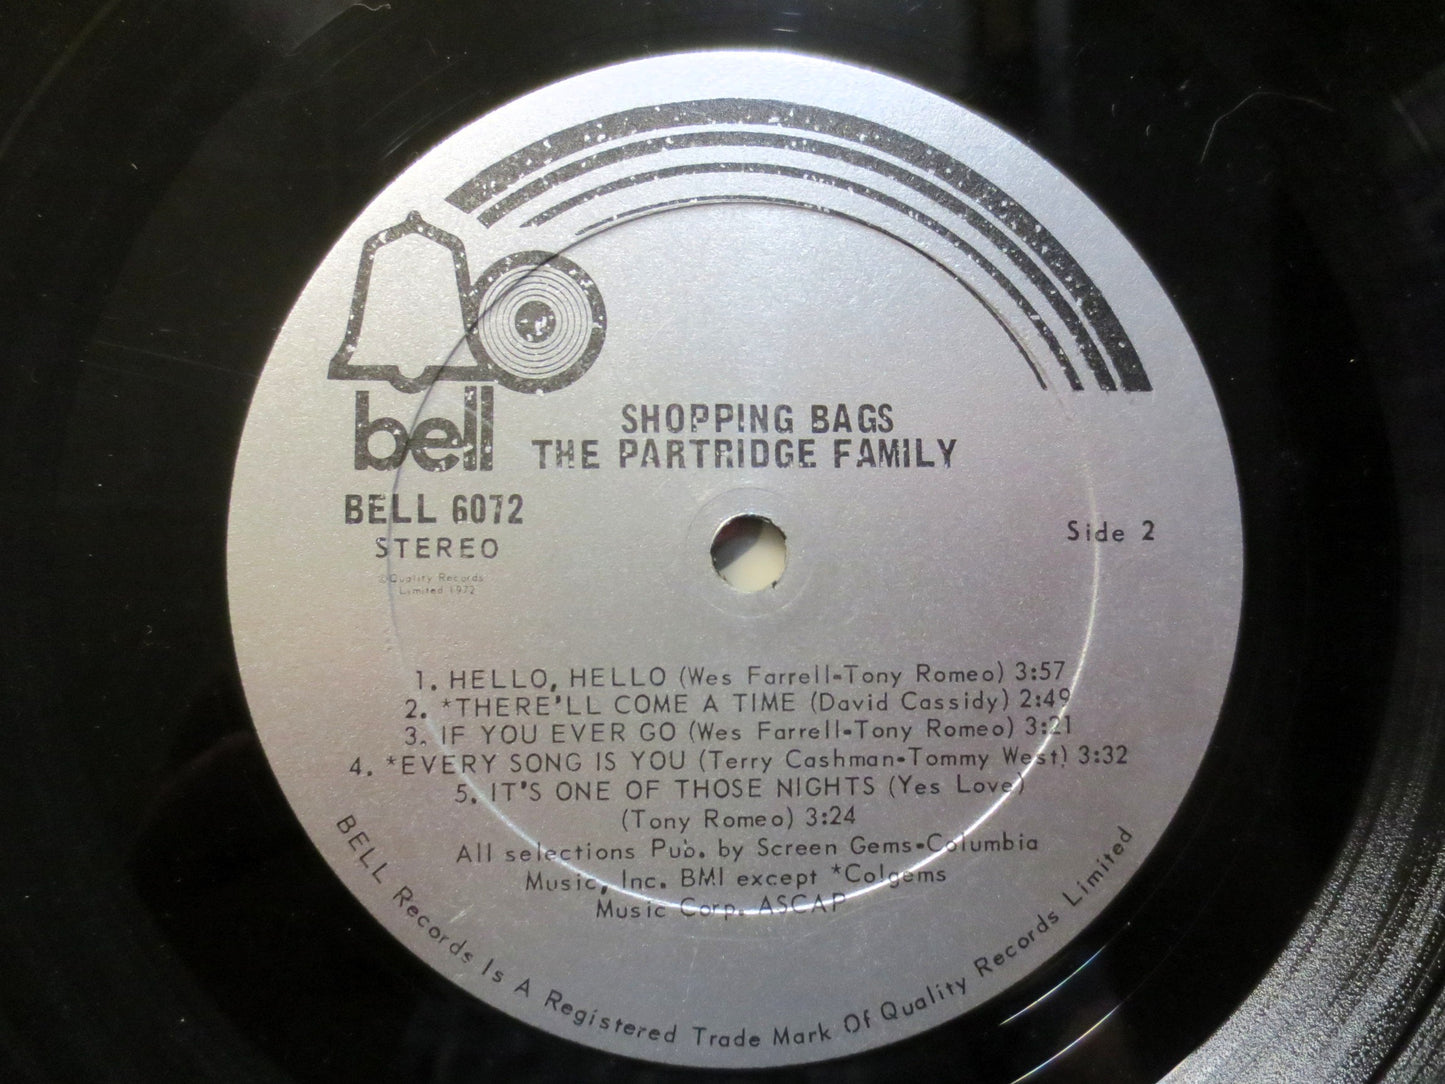 bell
SHOPPING BAGS
THE PARTRIDGE FAMILY
BELL 6072
STEREO
Side 2
©Quality Records
Limited 1972
1. HELLO, HELLO (Wes Farrell-Tony Romeo) 3:57
2. *THERE'LL COME A TIME (David Cassidy) 2:49
3. IF YOU EVER GO (Wes Farrell-Tony Romeo) 3:21
4. *EVERY SONG IS YOU (Terry Cashman-Tommy West) 3:32
5. IT'S ONE OF THOSE NIGHTS (Yes Love)
(Tony Romeo) 3:24
All selections Pub. by Screen Gems-Columbia
Music, Inc. BMI except *Colgems
Music Corp. ASCAP
BELL Records Is A Registered Trade Mark Of Quality Records Limited